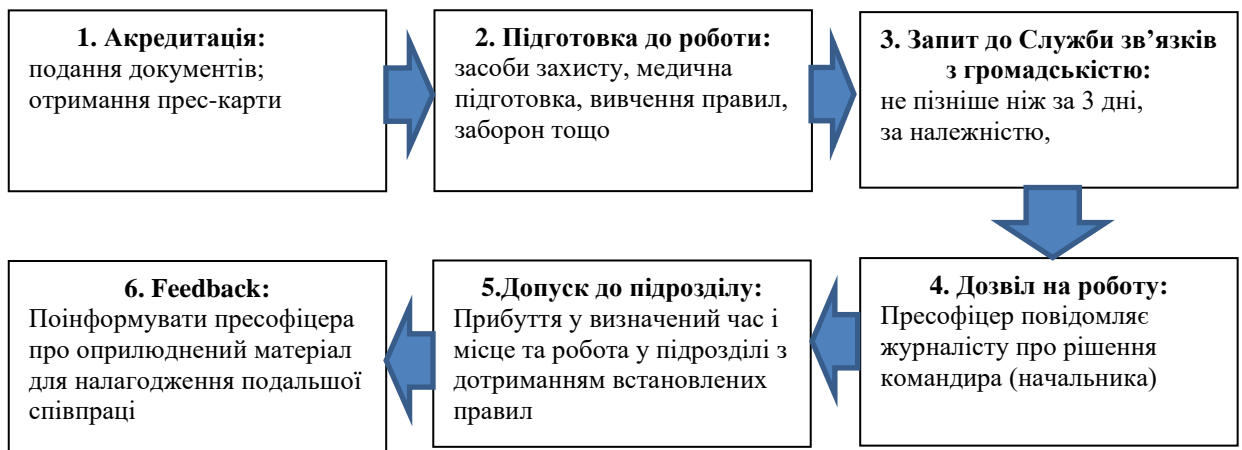 1. Акредитація:
подання документів;
отримання прес-карти
2. Підготовка до роботи:
засоби захисту, медична
підготовка, вивчення правил,
заборон тощо
3. Запит до Служби зв’язків
з громадськістю:
не пізніше ніж за 3 дні,
за належністю,
4. Дозвіл на роботу:
Пресофіцер повідомляє
журналісту про рішення
командира (начальника)
5.Допуск до підрозділу:
Прибуття у визначений час і
місце та робота у підрозділі з
дотриманням встановлених
правил
6. Feedback:
Поінформувати пресофіцера
про оприлюднений матеріал
для налагодження подальшої
співпраці